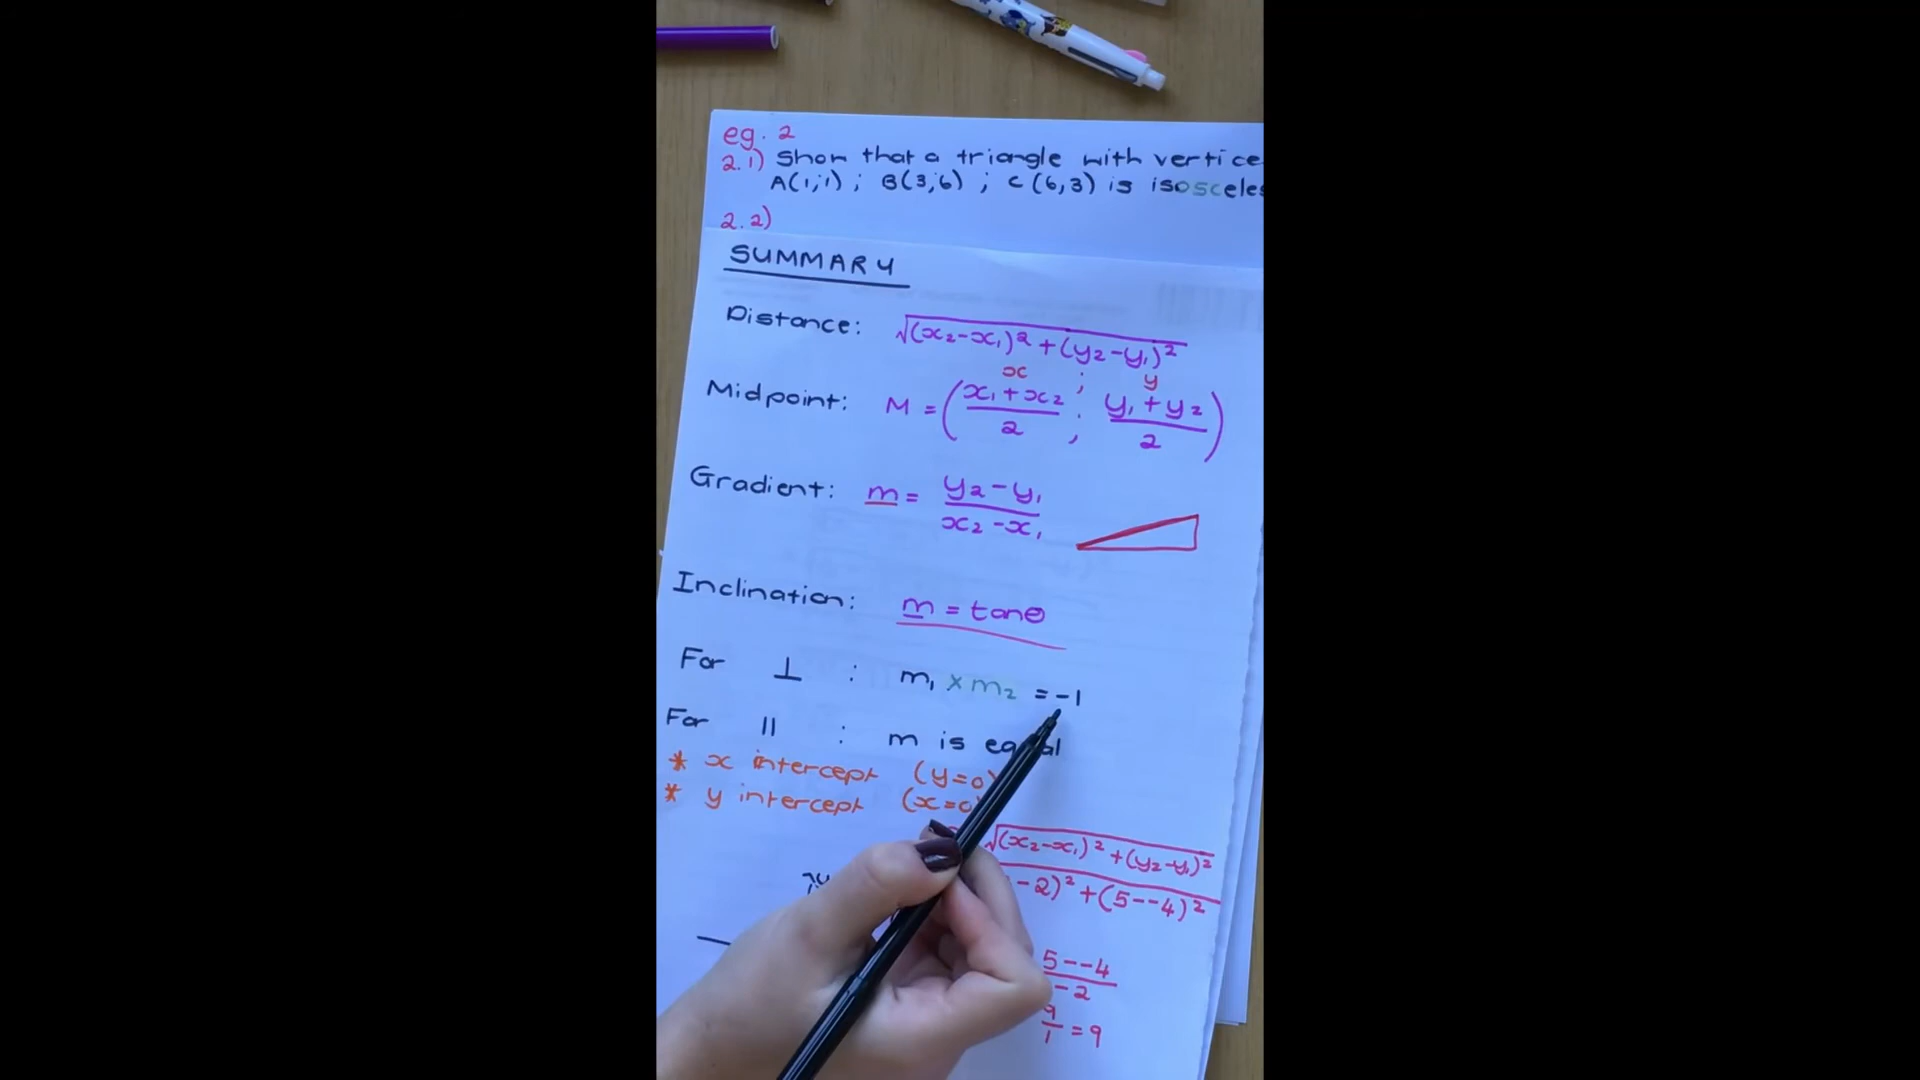 eg. 2
2.1) Show that a triangle with vertice
A(1;1) ; B(3;6) ; C(6;3) is isosceles
2.2)
SUMMARY
Distance: √(x₂-x₁)² + (y₂-y₁)²
x ; y
Midpoint: M = (x₁+x₂/2 ; y₁+y₂/2)
Gradient: m = y₂-y₁/x₂-x₁
Inclination: m = tanθ
For ⊥ : m₁ × m₂ = -1
For || : m is equal
* x intercept (y=0)
* y intercept (x=0)
√(x₂-x₁)² + (y₂-y₁)²
-2)² + (5--4)²
5--4
-2
9/1 = 9